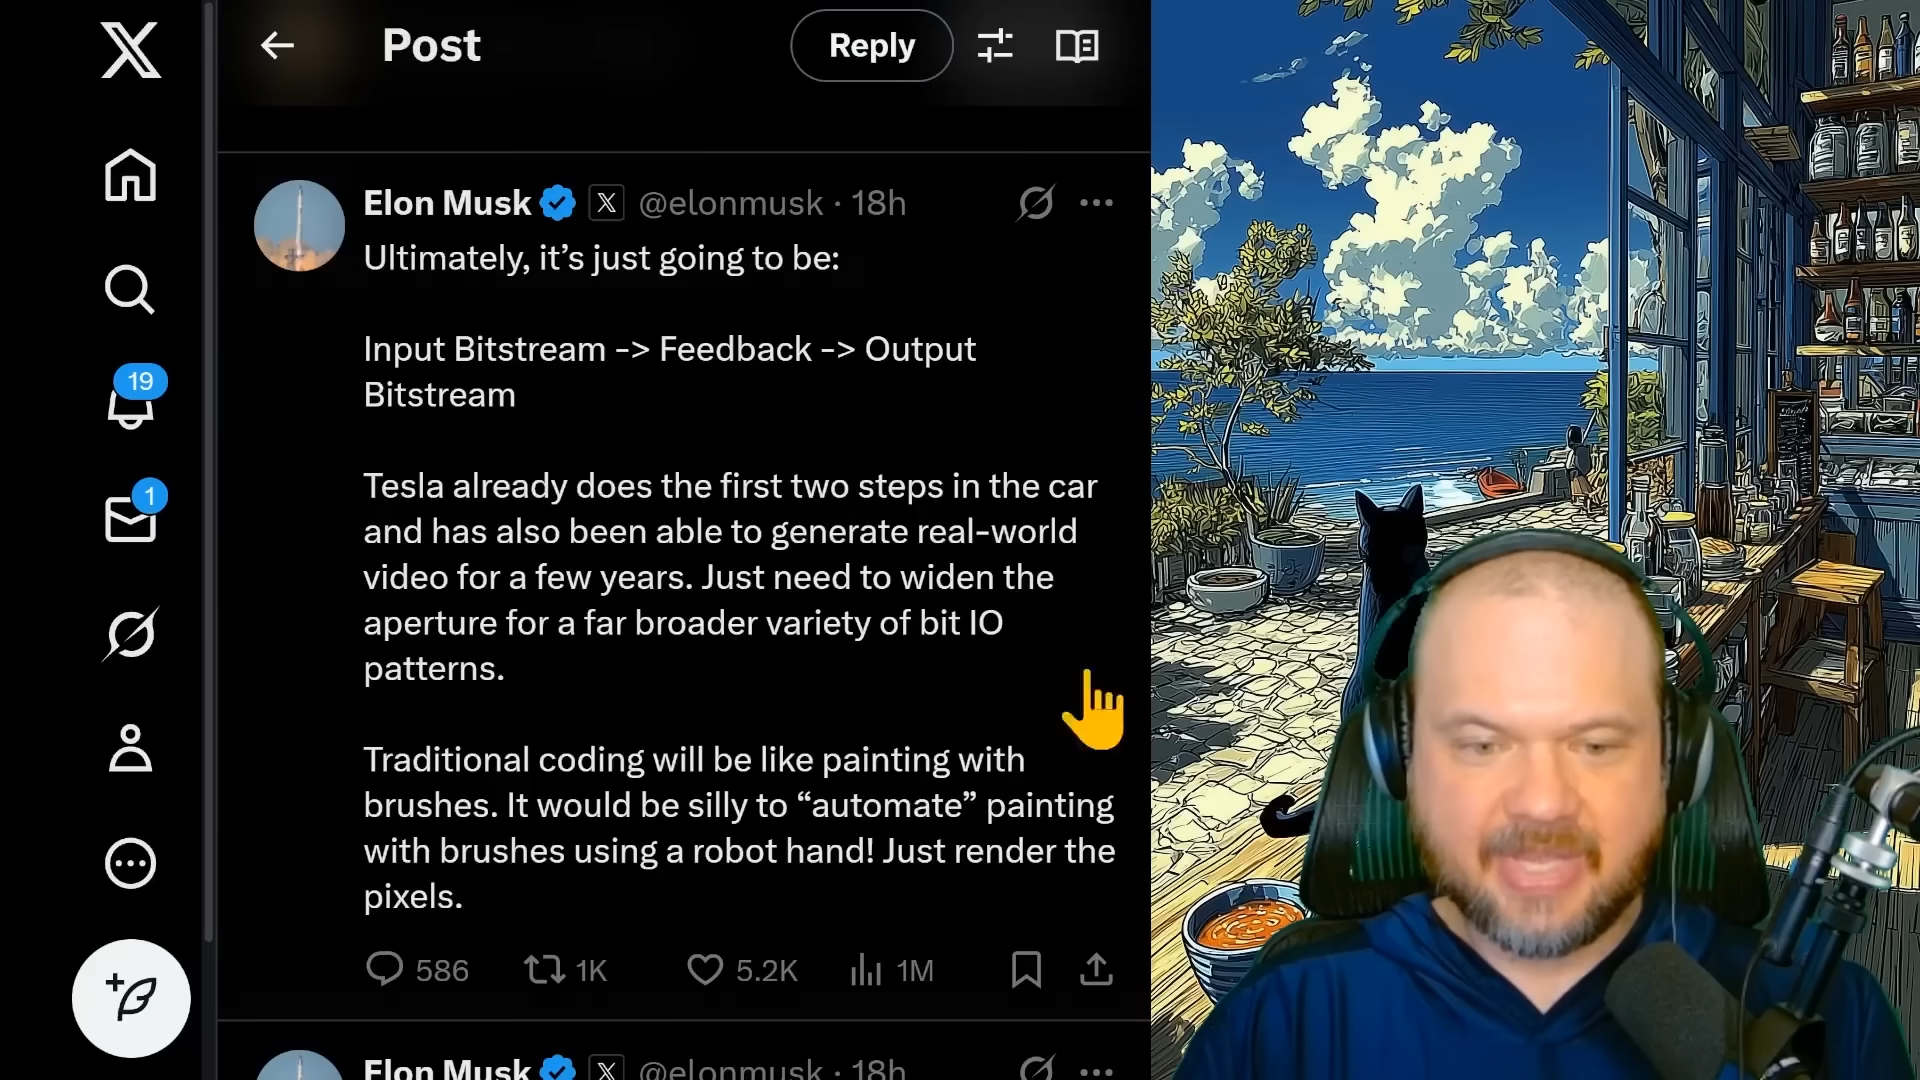 Post
Reply
Elon Musk @elonmusk · 18h
Ultimately, it’s just going to be:
Input Bitstream -> Feedback -> Output
Bitstream
Tesla already does the first two steps in the car
and has also been able to generate real-world
video for a few years. Just need to widen the
aperture for a far broader variety of bit IO
patterns.
Traditional coding will be like painting with
brushes. It would be silly to “automate” painting
with brushes using a robot hand! Just render the
pixels.
586 1K 5.2K 1M
Elon Musk @elonmusk · 18h
19
1